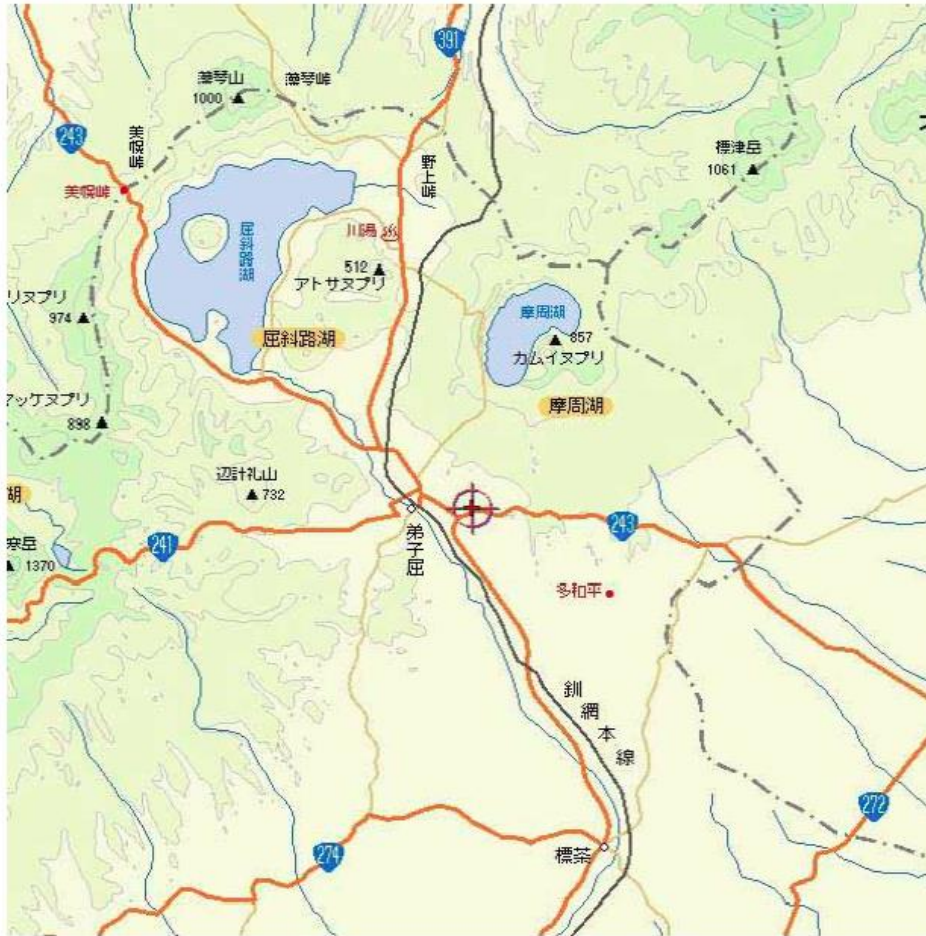 391
藻琴山
1000
藻琴峠
243
美幌峠
美幌峠
野上峠
標津岳
1061
屈斜路湖
川湯
512
アトサヌプリ
摩周湖
857
カムイヌプリ
リヌプリ
974
屈斜路湖
摩周湖
マッケヌプリ
898
辺計礼山
732
湖
寒岳
1370
241
弟子屈
243
多和平
釧網本線
272
274
標茶